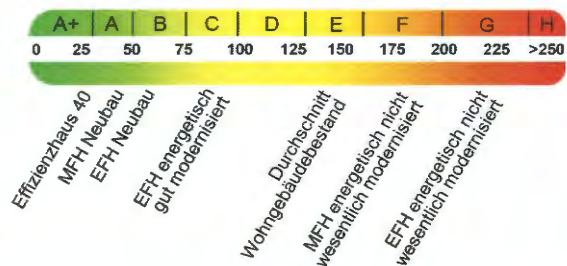 A+ A B C D E F G H
0 25 50 75 100 125 150 175 200 225 >250
Effizienzhaus 40
MFH Neubau
EFH Neubau
EFH energetisch
gut modernisiert
Durchschnitt
Wohngebäudebestand
MFH energetisch nicht
wesentlich modernisiert
EFH energetisch nicht
wesentlich modernisiert